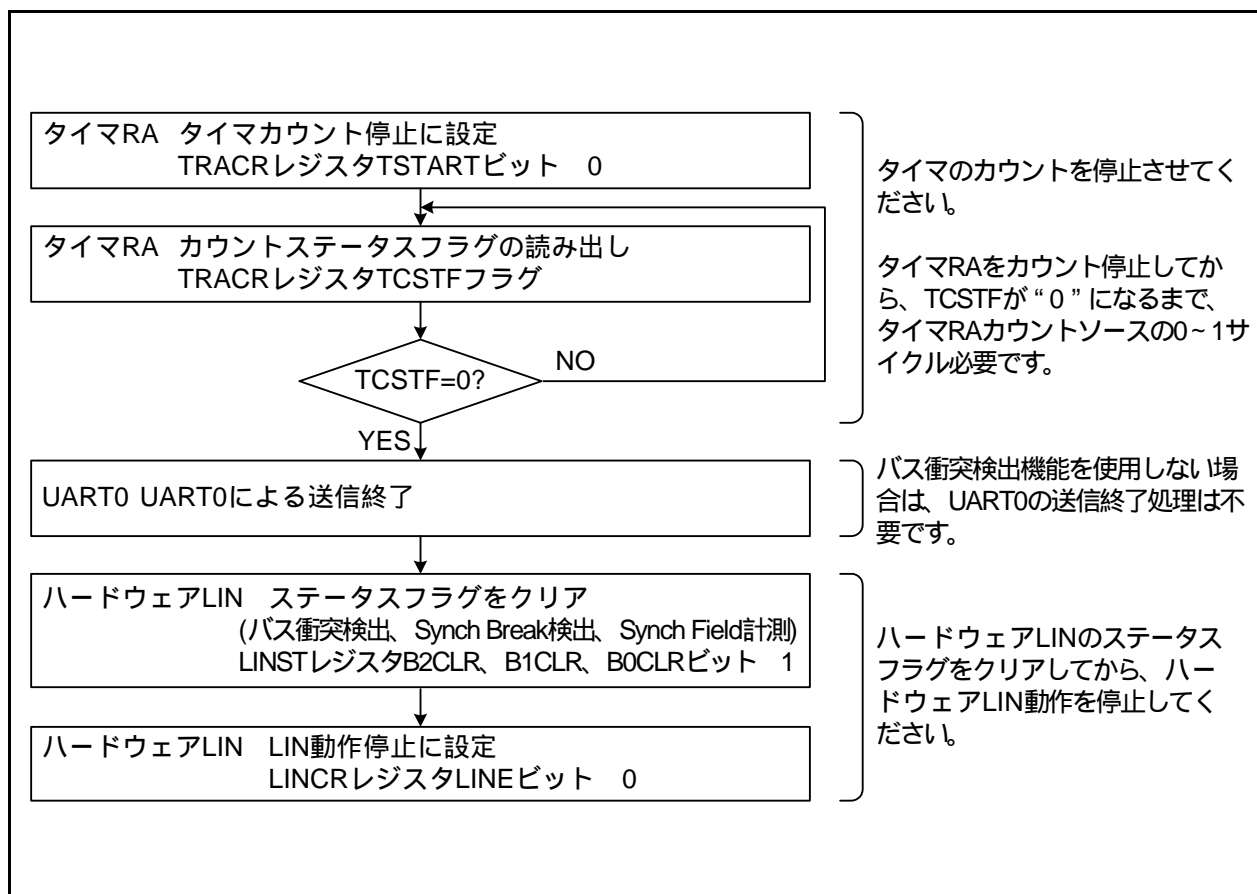 タイマRA タイマカウント停止に設定
TRACRレジスタTSTARTビット 0
タイマのカウントを停止させてく
ださい。
タイマRA カウントステータスフラグの読み出し
TRACRレジスタTCSTFフラグ
タイマRAをカウント停止してか
ら、TCSTFが“0”になるまで、
タイマRAカウントソースの0~1サ
イクル必要です。
TCSTF=0?
NO
YES
UART0 UART0による送信終了
バス衝突検出機能を使用しない場
合は、UART0の送信終了処理は不
要です。
ハードウェアLIN ステータスフラグをクリア
(バス衝突検出、Synch Break検出、Synch Field計測)
LINSTレジスタB2CLR、B1CLR、B0CLRビット 1
ハードウェアLINのステータス
フラグをクリアしてから、ハー
ドウェアLIN動作を停止してく
ださい。
ハードウェアLIN LIN動作停止に設定
LINCRレジスタLINEビット 0